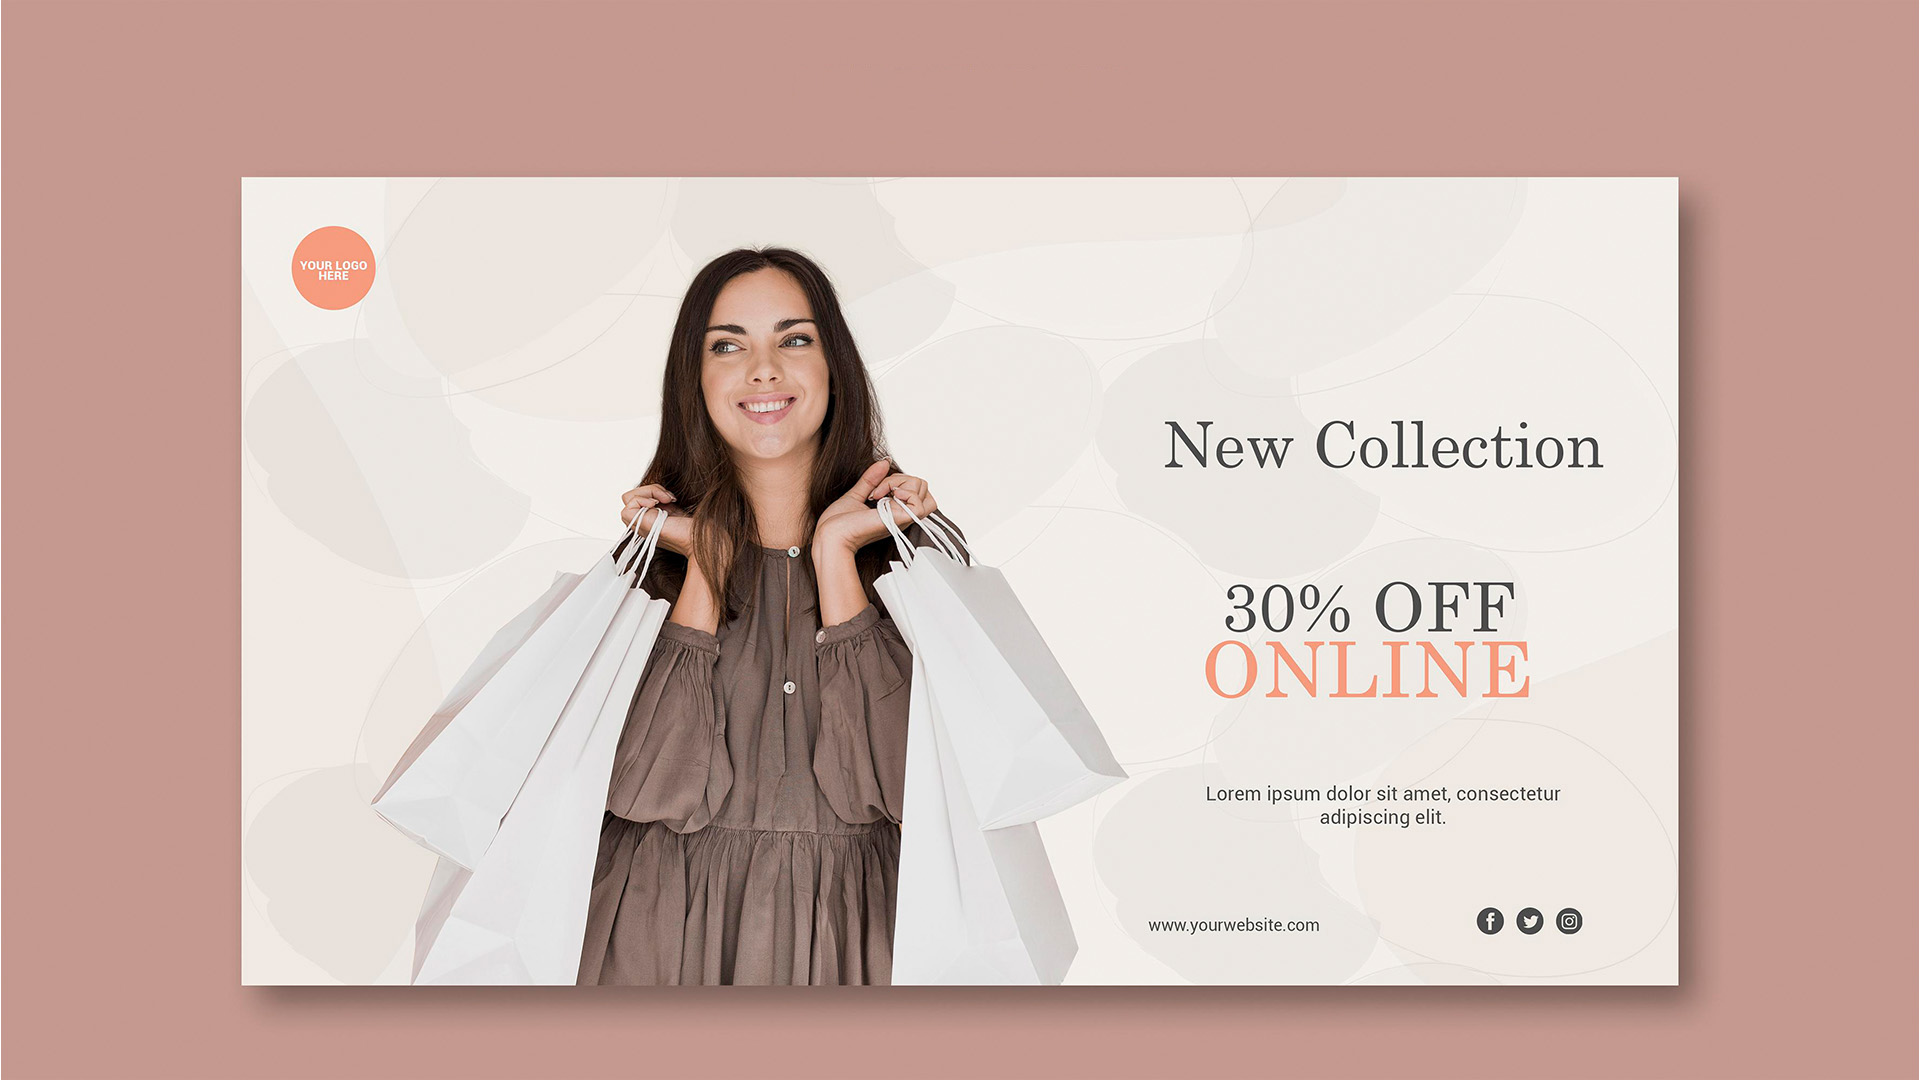 YOUR LOGO
HERE
New Collection
30% OFF
ONLINE
Lorem ipsum dolor sit amet, consectetur
adipiscing elit.
www.yourwebsite.com